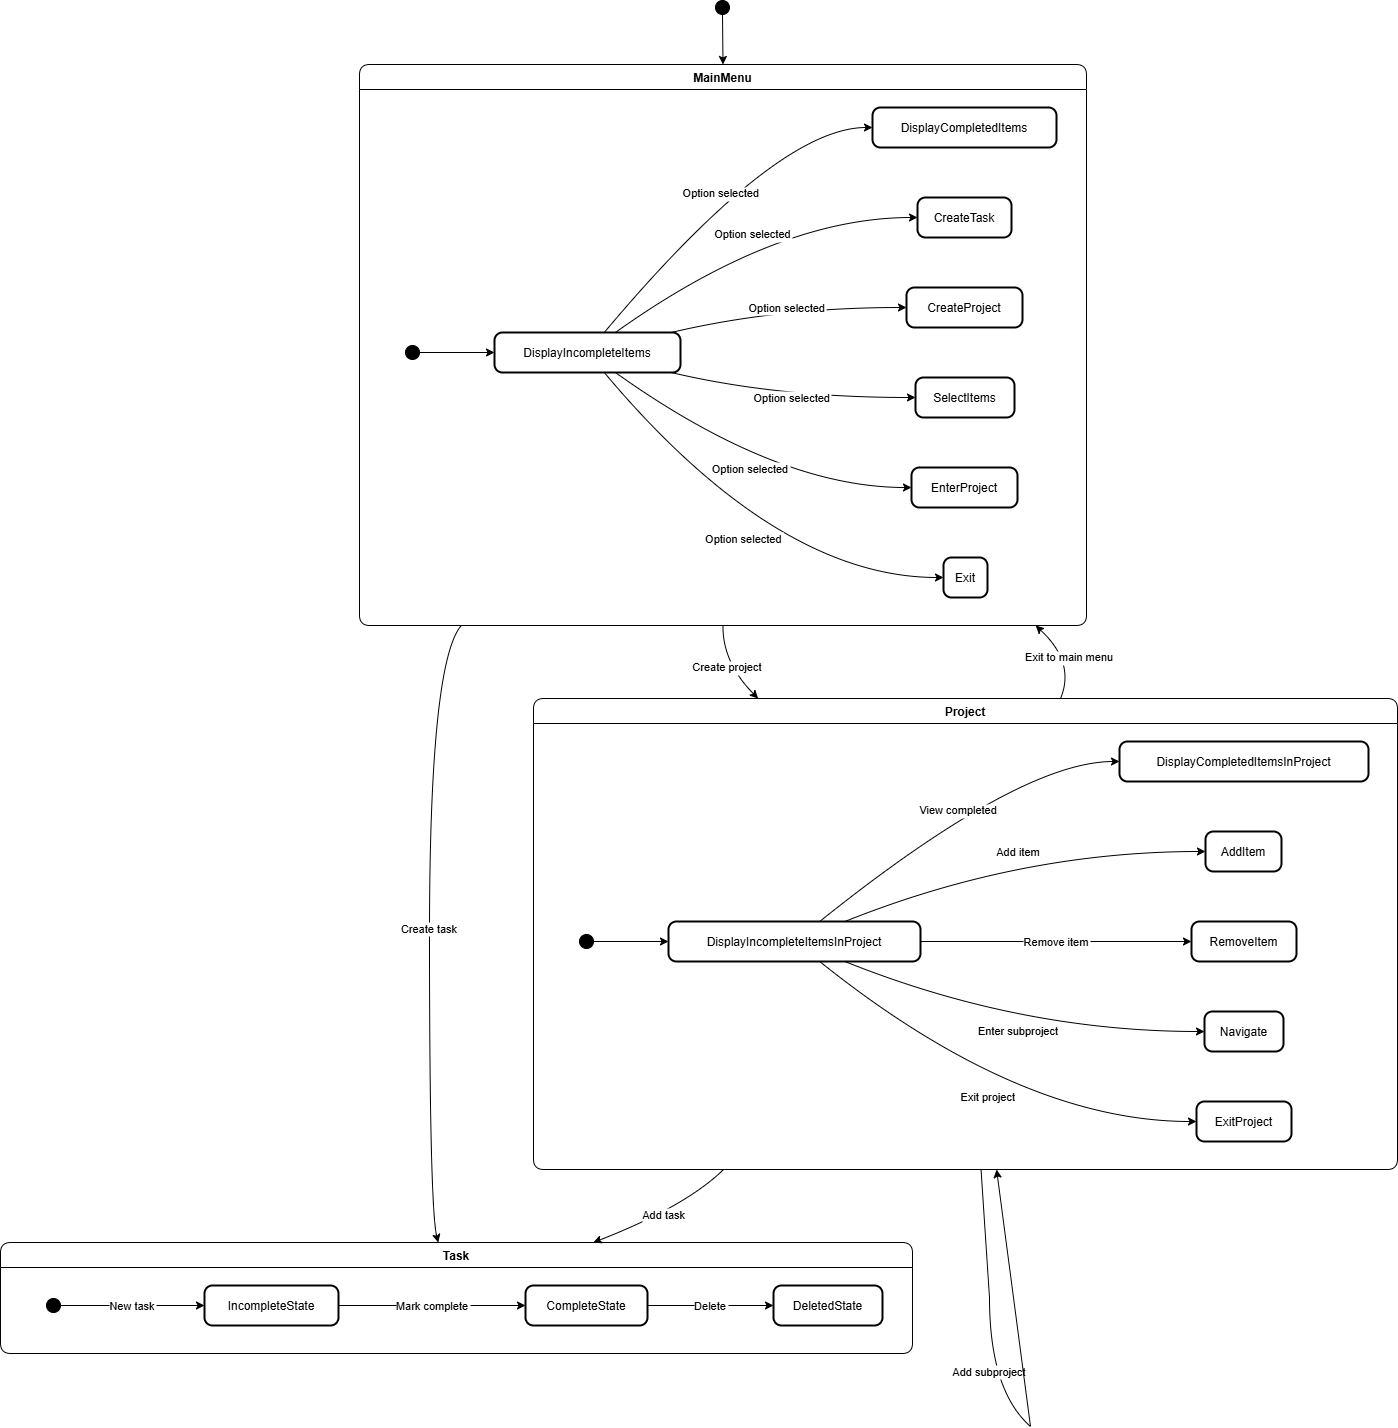 MainMenu
DisplayCompletedItems
Option selected
CreateTask
Option selected
CreateProject
Option selected
DisplayIncompleteItems
SelectItems
Option selected
Option selected
EnterProject
Option selected
Exit
Create project
Exit to main menu
Project
DisplayCompletedItemsInProject
View completed
Add item
AddItem
Create task
DisplayIncompleteItemsInProject
Remove item
RemoveItem
Enter subproject
Navigate
Exit project
ExitProject
Add task
Task
New task
IncompleteState
Mark complete
CompleteState
Delete
DeletedState
Add subproject